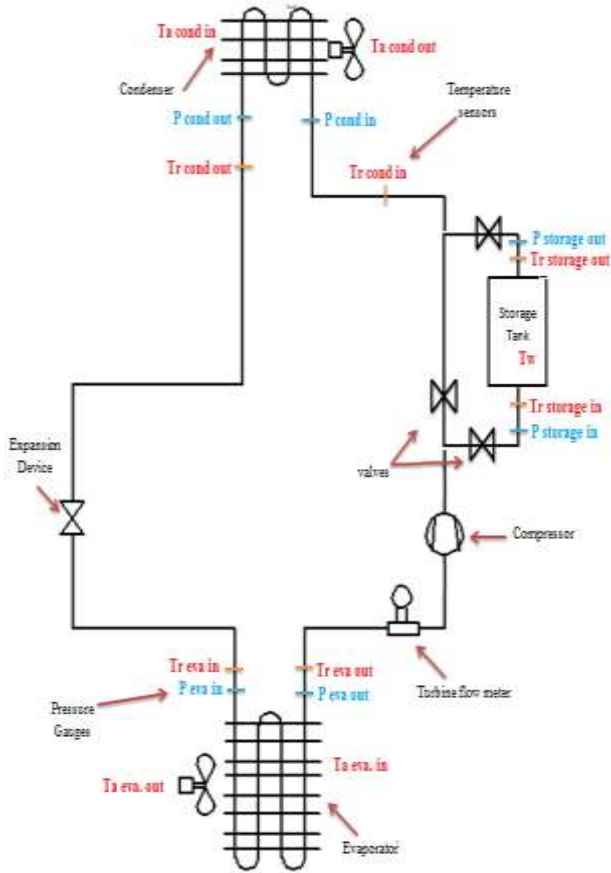 Ta cond in
Ta cond out
Condenser
Temperature
sensors
P cond out
P cond in
Tr cond out
Tr cond in
P storage out
Tr storage out
Storage
Tank
Tw
Tr storage in
P storage in
Expansion
Device
valves
Compressor
Tr eva in
Tr eva out
P eva in
P eva out
Turbine flow meter
Pressure
Gauges
Ta eva. in
Ta eva. out
Evaporator